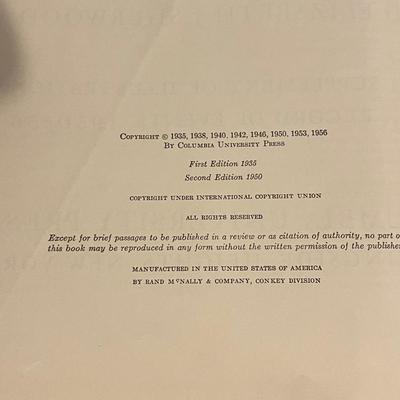 COPYRIGHT © 1935, 1938, 1940, 1942, 1946, 1950, 1953, 1956
BY COLUMBIA UNIVERSITY PRESS
First Edition 1935
Second Edition 1950
COPYRIGHT UNDER INTERNATIONAL COPYRIGHT UNION
ALL RIGHTS RESERVED
Except for brief passages to be published in a review or as citation of authority, no part o
this book may be reproduced in any form without the written permission of the publishe
MANUFACTURED IN THE UNITED STATES OF AMERICA
BY RAND MCNALLY & COMPANY, CONKEY DIVISION